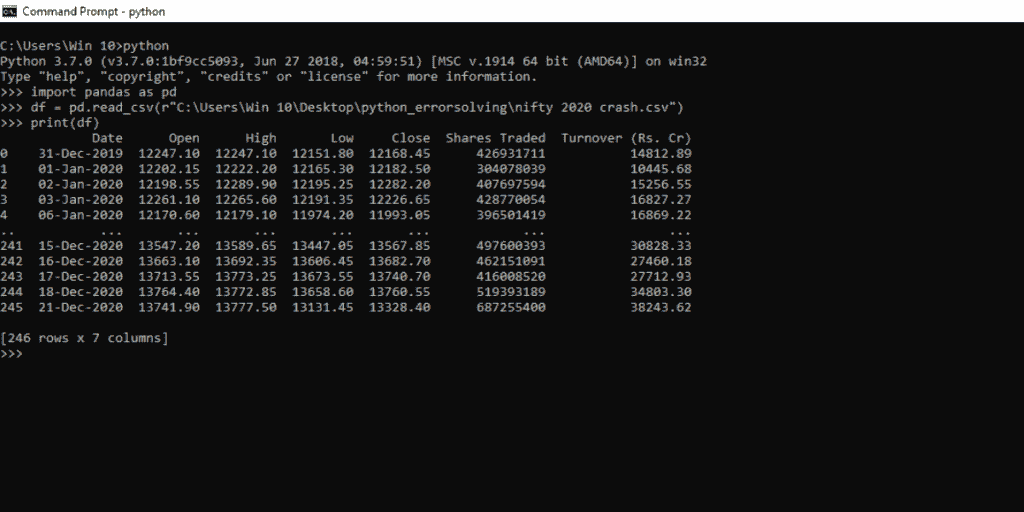 Command Prompt - python
C:\Users\Win 10>python
Python 3.7.0 (v3.7.0:1bf9cc5093, Jun 27 2018, 04:59:51) [MSC v.1914 64 bit (AMD64)] on win32
Type "help", "copyright", "credits" or "license" for more information.
>>> import pandas as pd
>>> df = pd.read_csv(r"C:\Users\Win 10\Desktop\python_errorsolving\nifty 2020 crash.csv")
>>> print(df)
Date Open High Low Close Shares Traded Turnover (Rs. Cr)
0 31-Dec-2019 12247.10 12247.10 12151.80 12168.45 426931711 14812.89
1 01-Jan-2020 12202.15 12222.20 12165.30 12182.50 304078039 10445.68
2 02-Jan-2020 12198.55 12289.90 12195.25 12282.20 407697594 15256.55
3 03-Jan-2020 12261.10 12265.60 12191.35 12226.65 428770054 16827.27
4 06-Jan-2020 12170.60 12179.10 11974.20 11993.05 396501419 16869.22
.. ... ... ... ... ... ... ...
241 15-Dec-2020 13547.20 13589.65 13447.05 13567.85 497600393 30828.33
242 16-Dec-2020 13663.10 13692.35 13606.45 13682.70 462151091 27460.18
243 17-Dec-2020 13713.55 13773.25 13673.55 13740.70 416008520 27712.93
244 18-Dec-2020 13764.40 13772.85 13658.60 13760.55 519393189 34803.30
245 21-Dec-2020 13741.90 13777.50 13131.45 13328.40 687255400 38243.62
[246 rows x 7 columns]
>>>